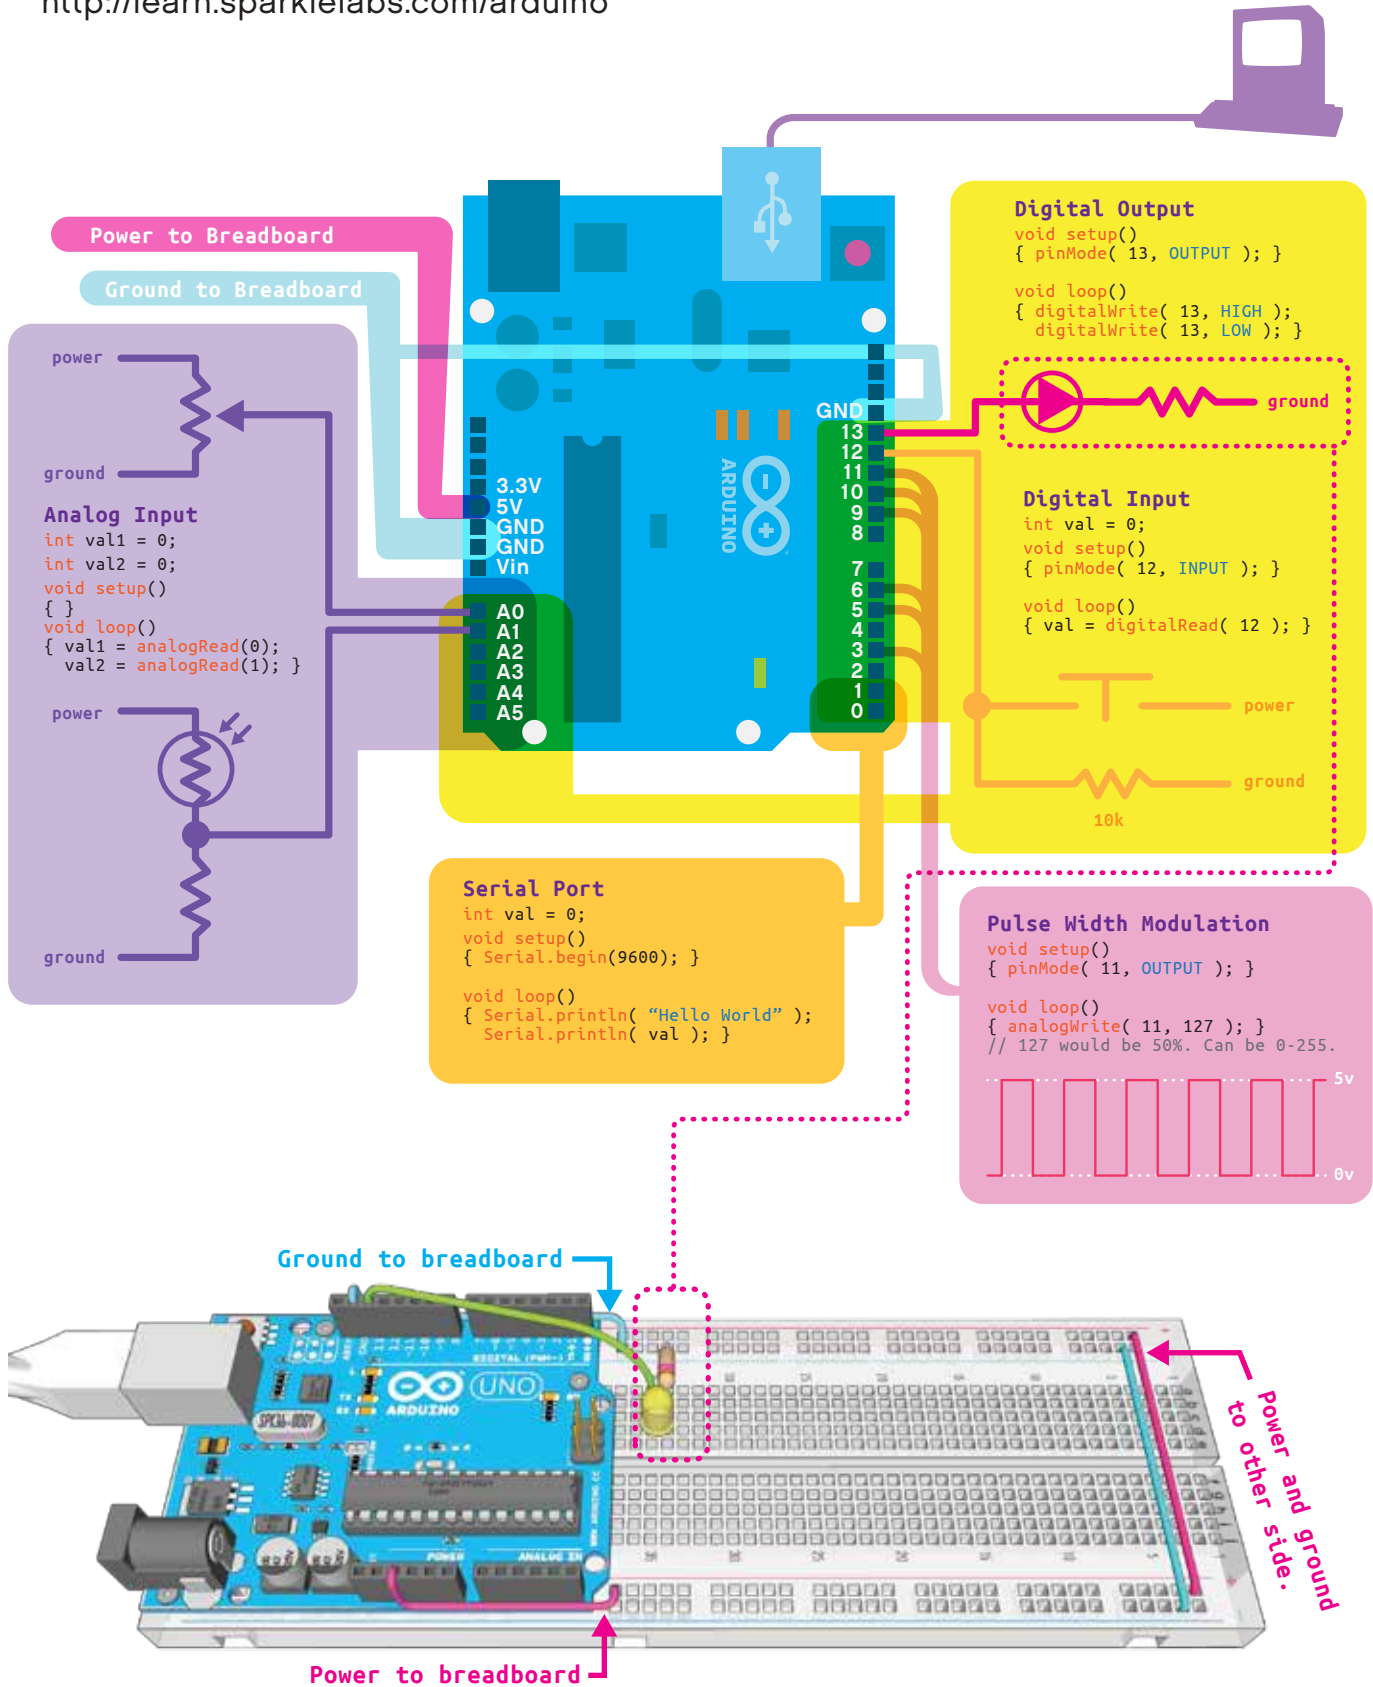 http://learn.sparklelabs.com/arduino
Power to Breadboard
Ground to Breadboard
power
ground
Analog Input
int val1 = 0;
int val2 = 0;
void setup()
{ }
void loop()
{ val1 = analogRead(0);
val2 = analogRead(1); }
power
ground
3.3V
5V
GND
GND
Vin
A0
A1
A2
A3
A4
A5
ARDUINO
GND
13
12
11
10
9
8
7
6
5
4
3
2
1
0
Digital Output
void setup()
{ pinMode( 13, OUTPUT ); }
void loop()
{ digitalWrite( 13, HIGH );
digitalWrite( 13, LOW ); }
ground
Digital Input
int val = 0;
void setup()
{ pinMode( 12, INPUT ); }
void loop()
{ val = digitalRead( 12 ); }
power
ground
10k
Serial Port
int val = 0;
void setup()
{ Serial.begin(9600); }
void loop()
{ Serial.println( “Hello World” );
Serial.println( val ); }
Pulse Width Modulation
void setup()
{ pinMode( 11, OUTPUT ); }
void loop()
{ analogWrite( 11, 127 ); }
// 127 would be 50%. Can be 0-255.
5v
0v
Ground to breadboard
DIGITAL (PWM~)
UNO
ARDUINO
POWER
ANALOG IN
Power and ground
to other side.
Power to breadboard